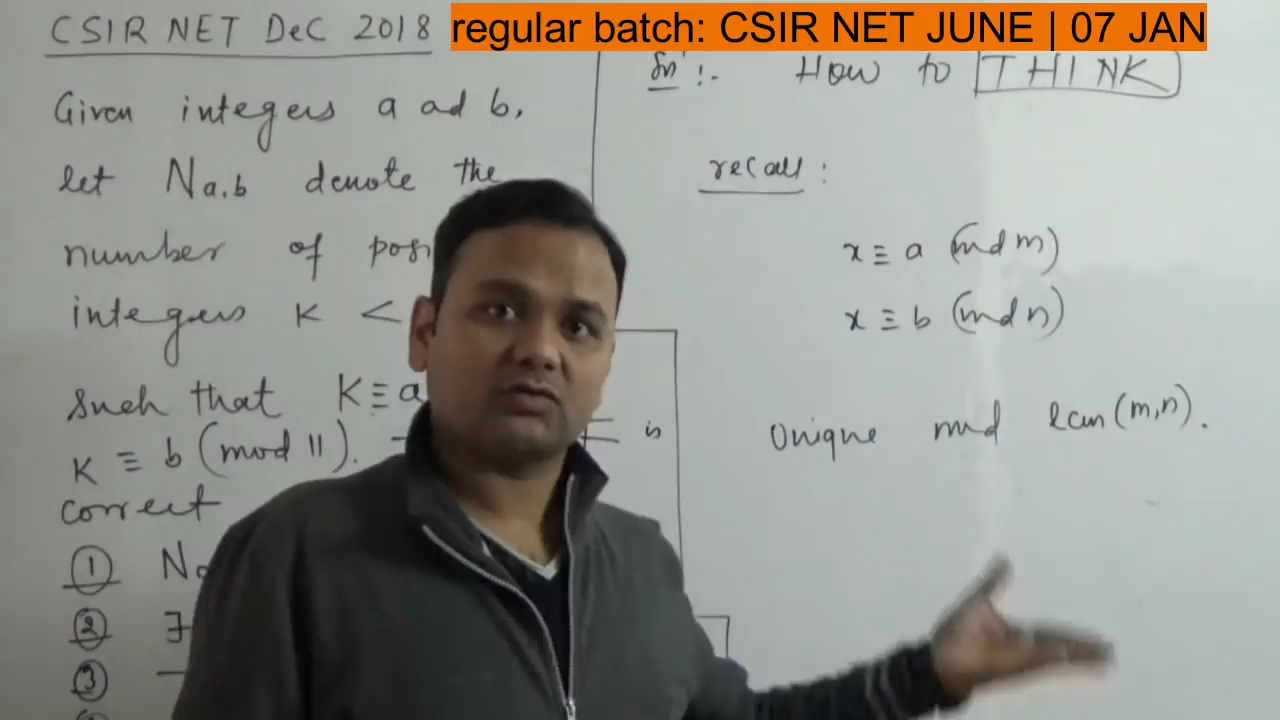 CSIR NET DeC 2018
regular batch: CSIR NET JUNE | 07 JAN
Given integers a ad b,
let Na,b denote the
number of posi
integers K <
such that K ≡ a
K ≡ b (mod 11). is
correct
① N
② ∃
③
Soln :- How to THINK
recall :
x ≡ a (mod m)
x ≡ b (mod n)
Unique mod lcm (m,n).